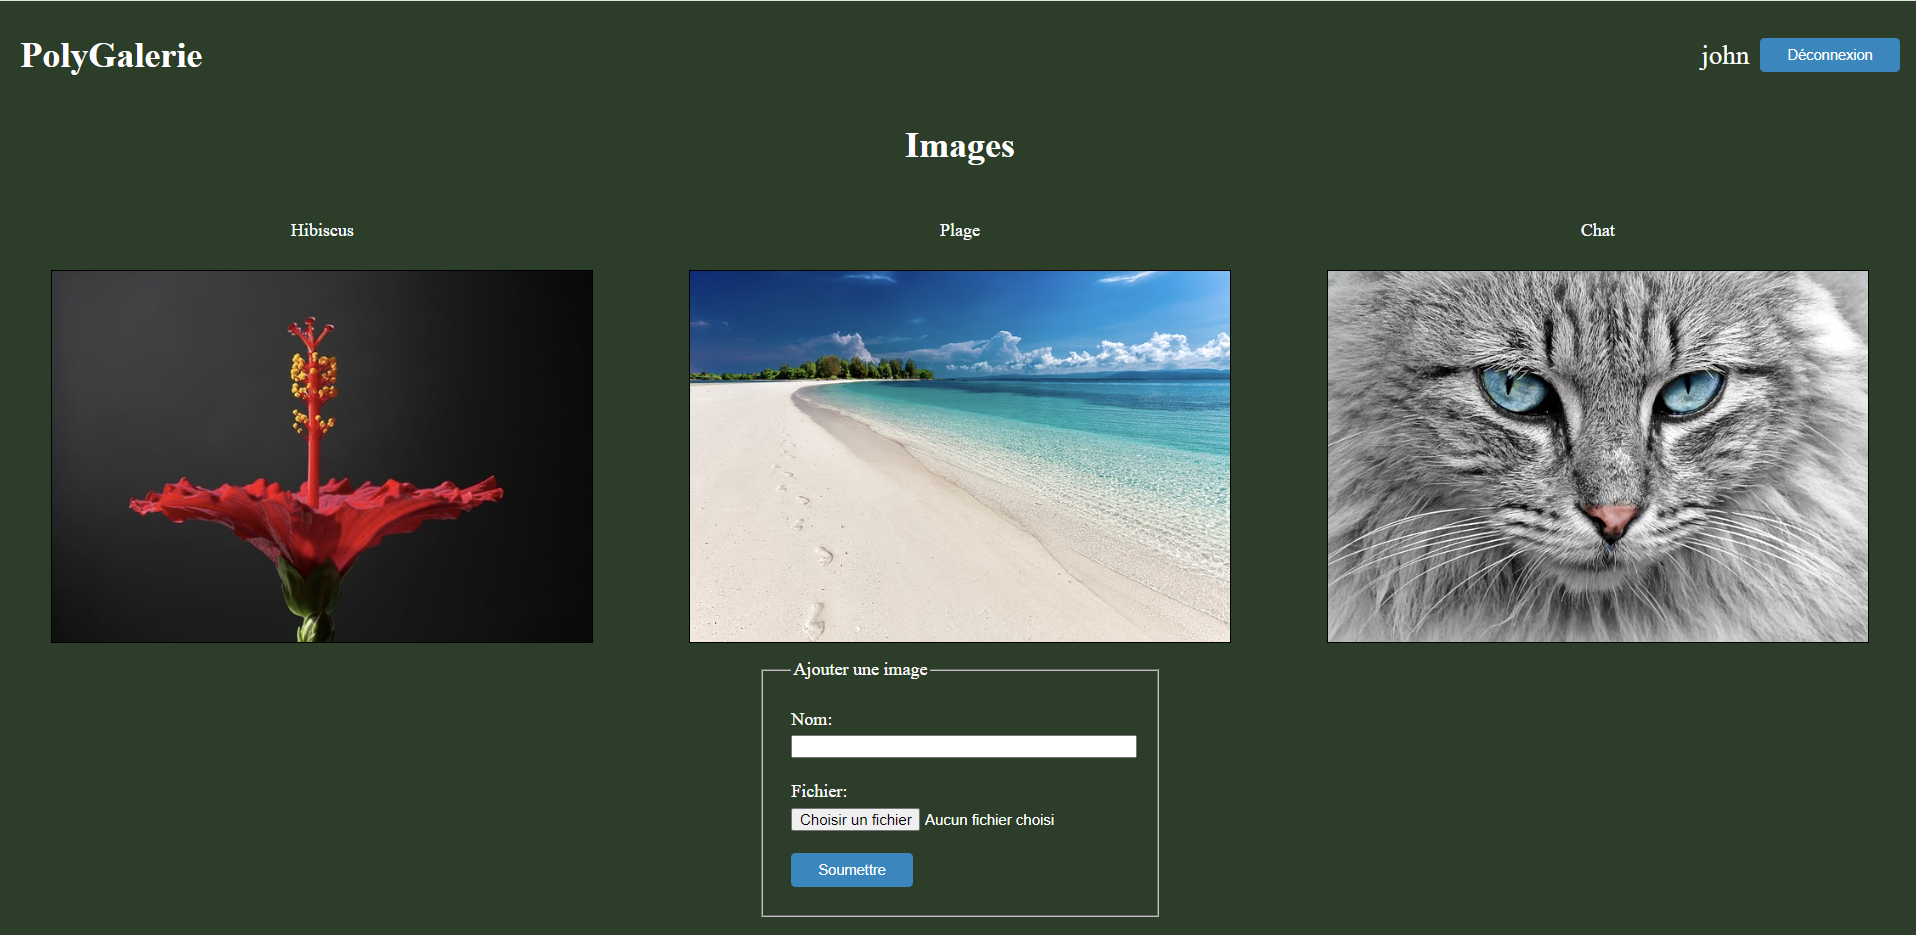 PolyGalerie
john Déconnexion
Images
Hibiscus Plage Chat
Ajouter une image
Nom:
Fichier:
Choisir un fichier Aucun fichier choisi
Soumettre